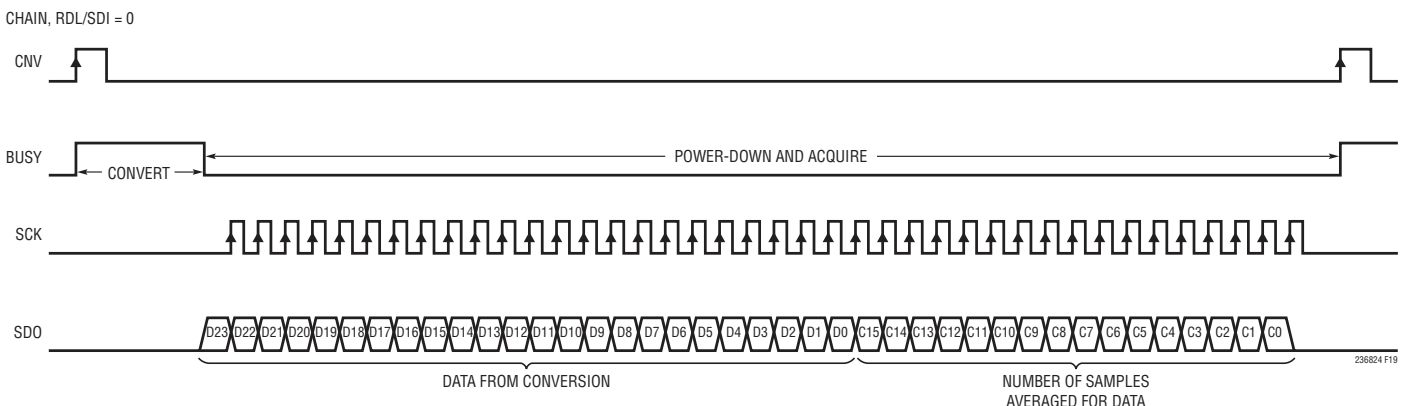 CHAIN, RDL/SDI = 0
CNV
BUSY
CONVERT
POWER-DOWN AND ACQUIRE
SCK
SDO
D23 D22 D21 D20 D19 D18 D17 D16 D15 D14 D13 D12 D11 D10 D9 D8 D7 D6 D5 D4 D3 D2 D1 D0 C15 C14 C13 C12 C11 C10 C9 C8 C7 C6 C5 C4 C3 C2 C1 C0
236824 F19
DATA FROM CONVERSION
NUMBER OF SAMPLES
AVERAGED FOR DATA